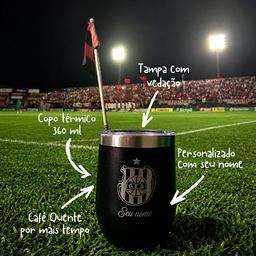 Tampa com
vedação
Copo térmico
360 ml
Personalizado
Com seu nome
Café Quente
por mais tempo
Seu nome